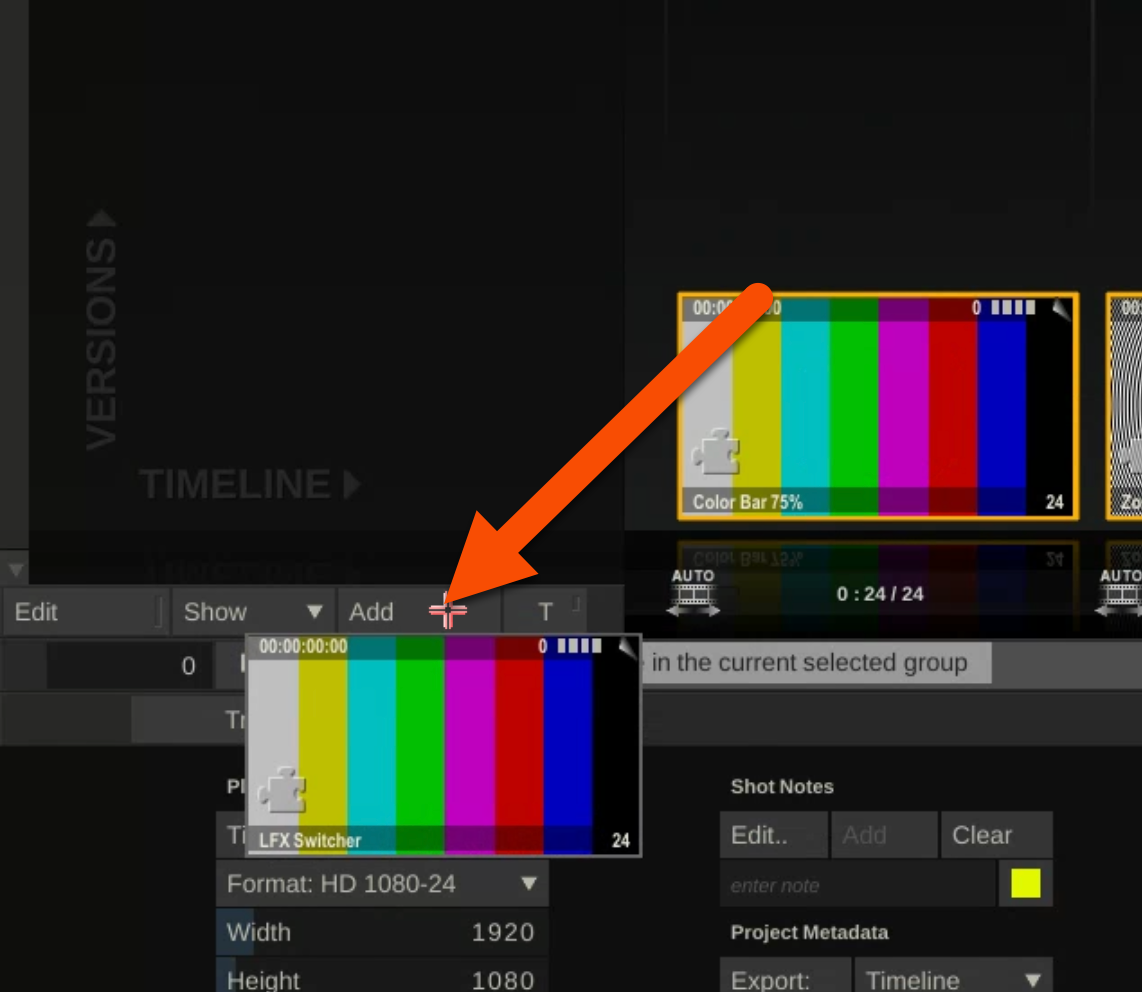 VERSIONS
TIMELINE
00:00
0
0
Color Bar 75%
24
00:
Zo
AUTO
0 : 24 / 24
AUTO
Edit
Show
Add
T
0
in the current selected group
00:00:00:00
0
LFX Switcher
24
Tr
Pl
Ti
Format: HD 1080-24
Width
1920
Height
1080
Shot Notes
Edit..
Add
Clear
enter note
Project Metadata
Export:
Timeline